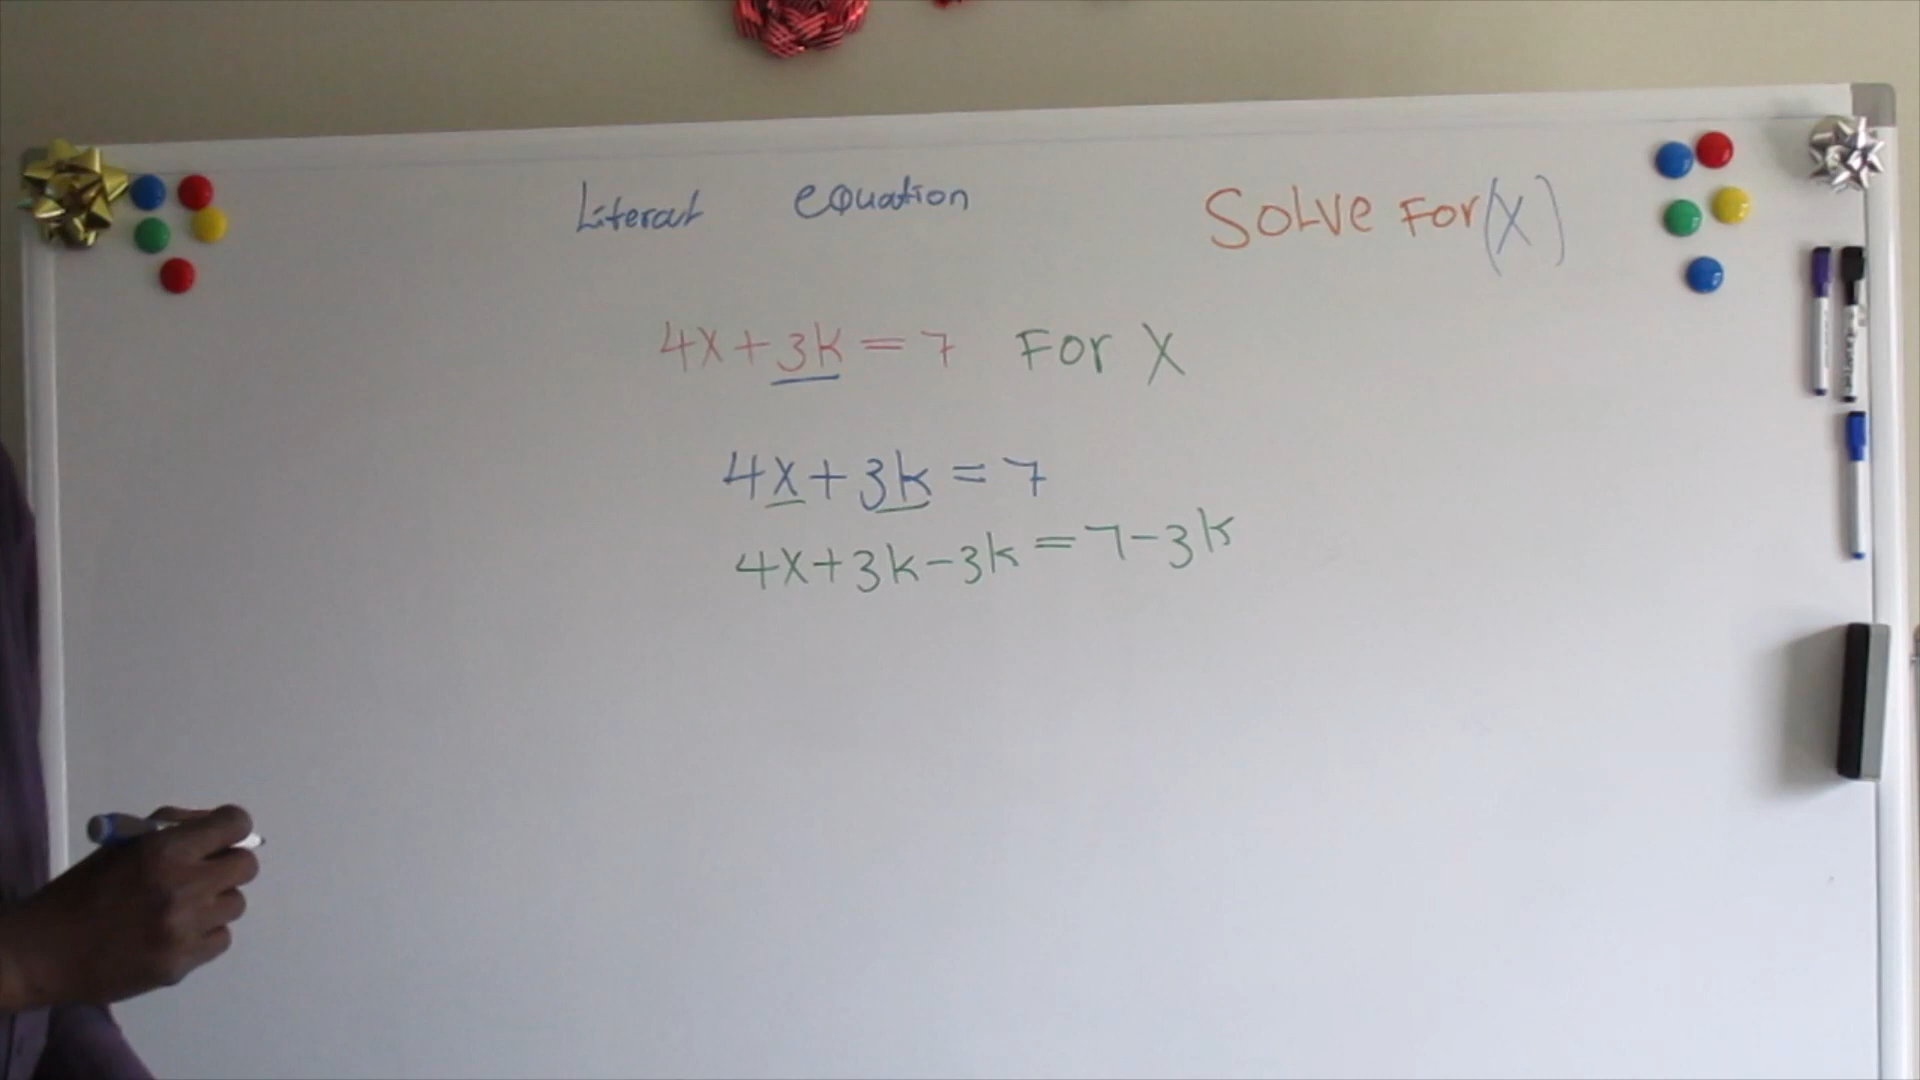 Literal equation
Solve For (X)
4X+3k=7 For X
4x+3k=7
4X+3k-3k=7-3k